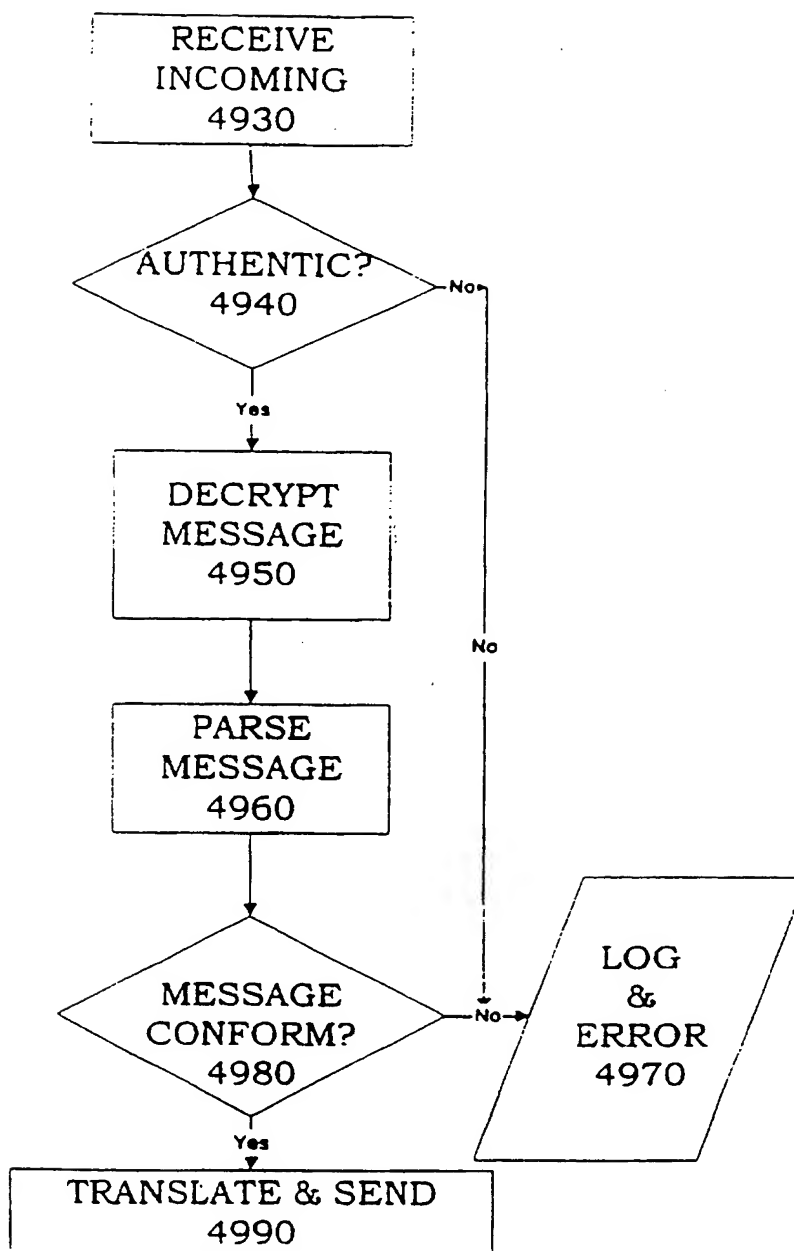 RECEIVE
INCOMING
4930
AUTHENTIC?
4940
No
Yes
DECRYPT
MESSAGE
4950
No
PARSE
MESSAGE
4960
MESSAGE
CONFORM?
4980
No
LOG
&
ERROR
4970
Yes
TRANSLATE & SEND
4990